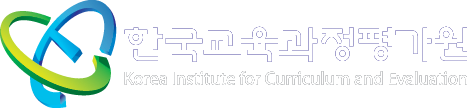 한국교육과정평가원
Korea Institute for Curriculum and Evaluation